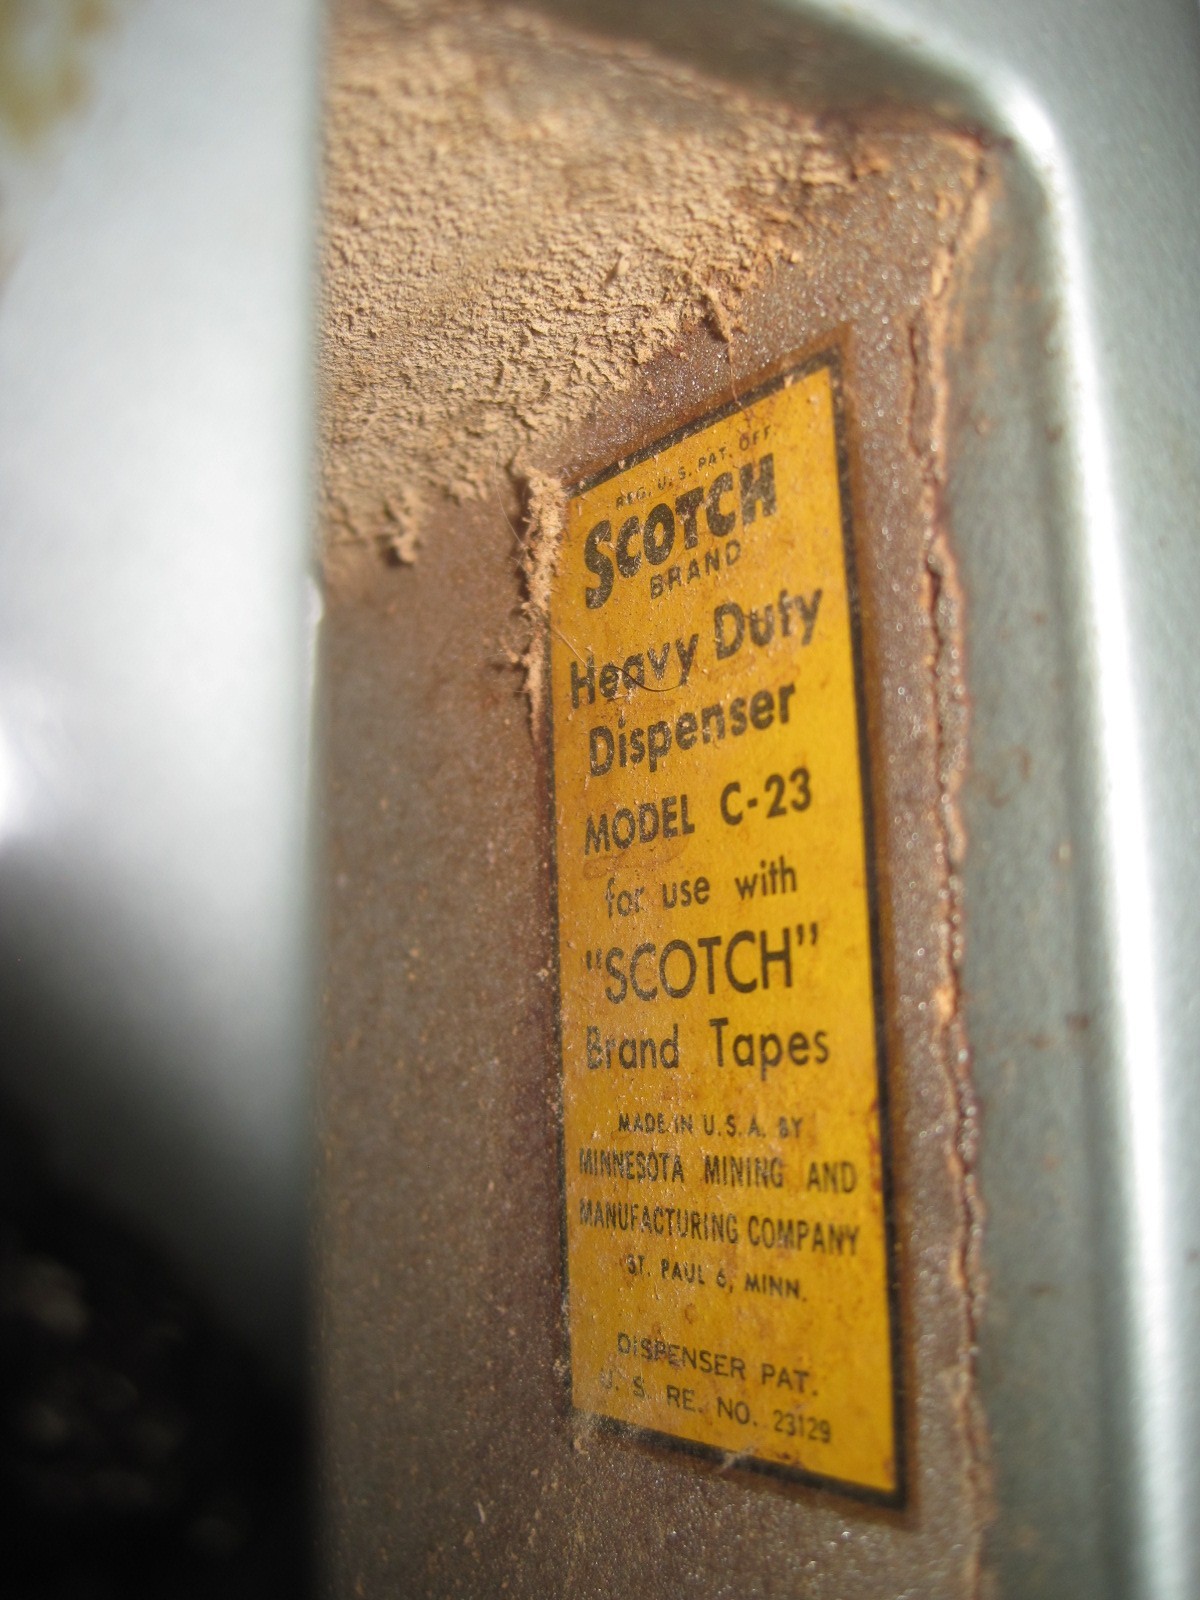 REG. U. S. PAT. OFF.
SCOTCH
BRAND
Heavy Duty
Dispenser
MODEL C-23
for use with
"SCOTCH"
Brand Tapes
MADE IN U.S.A. BY
MINNESOTA MINING AND
MANUFACTURING COMPANY
ST. PAUL 6, MINN.
DISPENSER PAT.
U. S. RE. NO. 23129